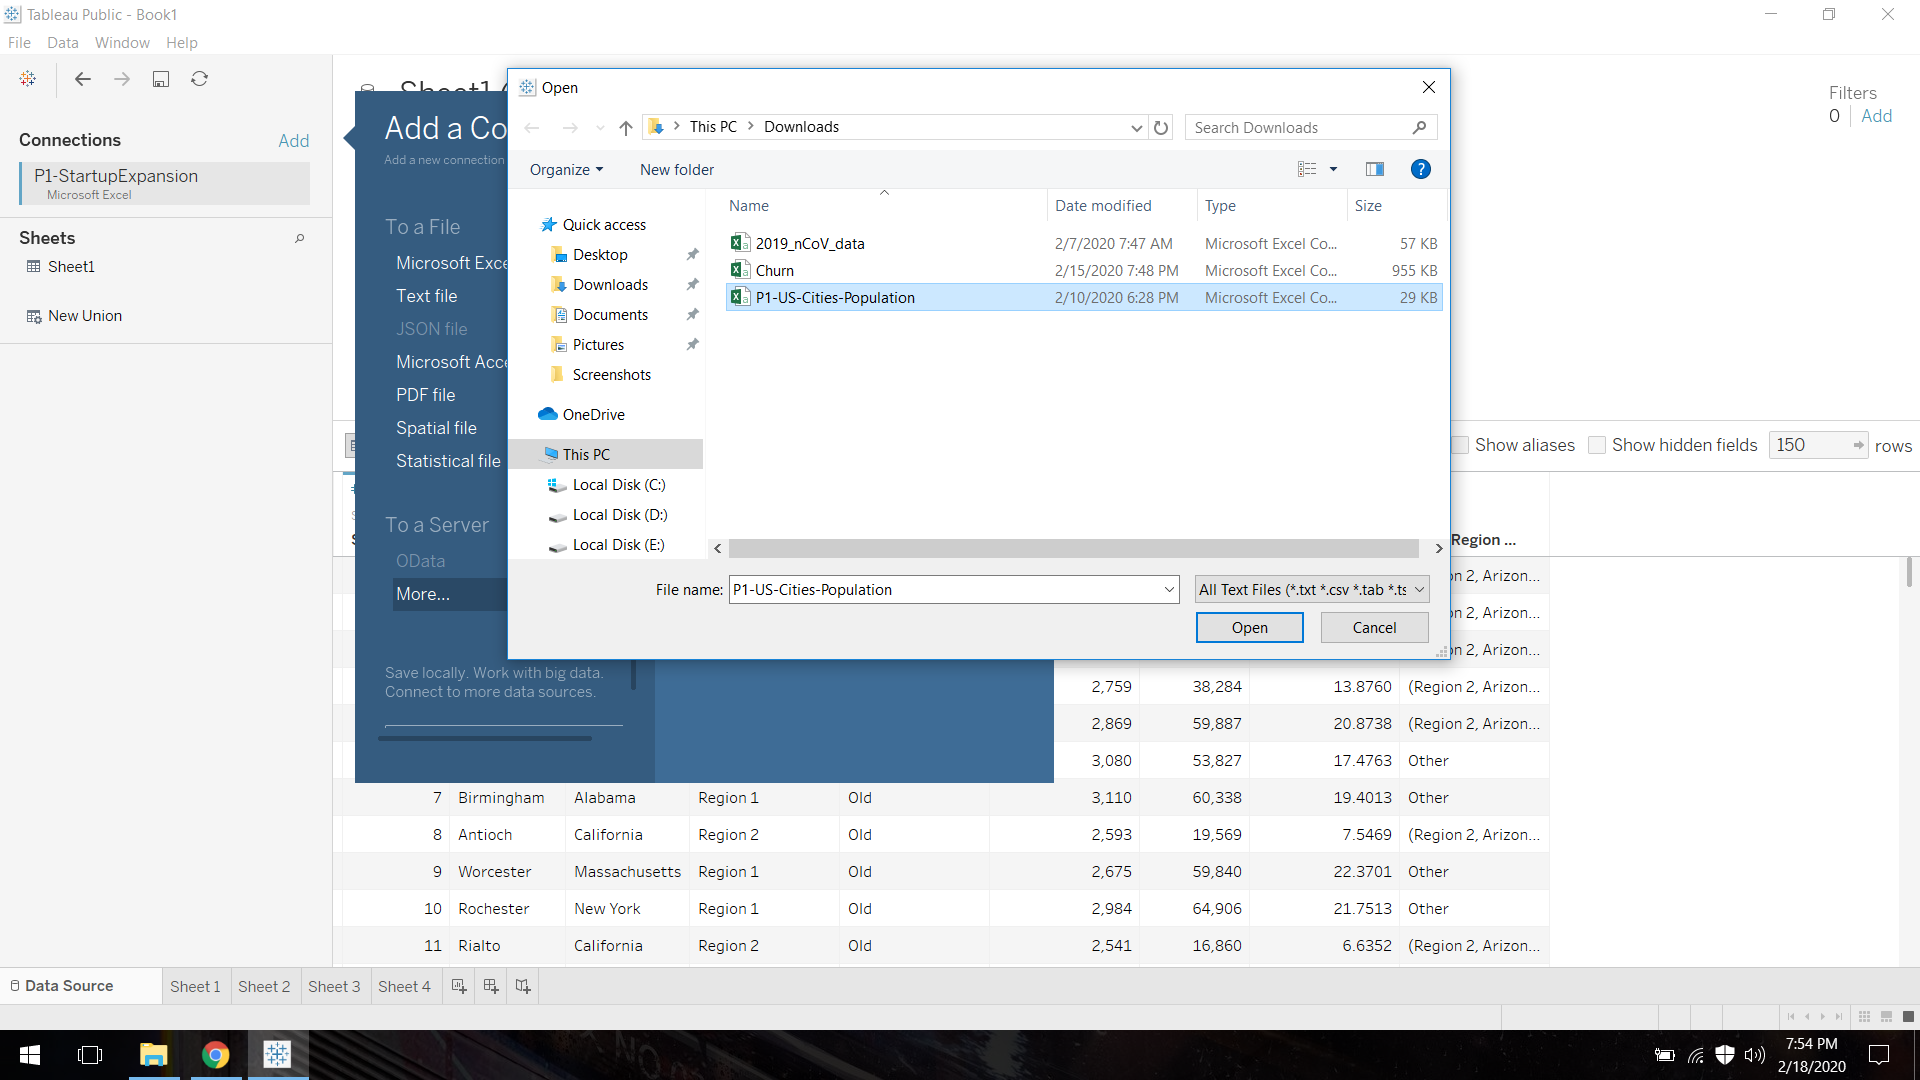 Tableau Public - Book1
File Data Window Help
Connections Add
P1-StartupExpansion
Microsoft Excel
Sheets
Sheet1
New Union
Add a Co
Add a new connection
To a File
Microsoft Exce
Text file
JSON file
Microsoft Acce
PDF file
Spatial file
Statistical file
To a Server
OData
More...
Save locally. Work with big data.
Connect to more data sources.
Open
This PC > Downloads
Search Downloads
Organize New folder
Quick access
Desktop
Downloads
Documents
Pictures
Screenshots
OneDrive
This PC
Local Disk (C:)
Local Disk (D:)
Local Disk (E:)
Name Date modified Type Size
2019_nCoV_data 2/7/2020 7:47 AM Microsoft Excel Co... 57 KB
Churn 2/15/2020 7:48 PM Microsoft Excel Co... 955 KB
P1-US-Cities-Population 2/10/2020 6:28 PM Microsoft Excel Co... 29 KB
File name: P1-US-Cities-Population All Text Files (*.txt *.csv *.tab *.ts
Open Cancel
Filters
0 Add
Show aliases Show hidden fields 150 rows
Region ...
n 2, Arizon...
n 2, Arizon...
n 2, Arizon...
2,759 38,284 13.8760 (Region 2, Arizon...
2,869 59,887 20.8738 (Region 2, Arizon...
3,080 53,827 17.4763 Other
7 Birmingham Alabama Region 1 Old 3,110 60,338 19.4013 Other
8 Antioch California Region 2 Old 2,593 19,569 7.5469 (Region 2, Arizon...
9 Worcester Massachusetts Region 1 Old 2,675 59,840 22.3701 Other
10 Rochester New York Region 1 Old 2,984 64,906 21.7513 Other
11 Rialto California Region 2 Old 2,541 16,860 6.6352 (Region 2, Arizon...
Data Source Sheet 1 Sheet 2 Sheet 3 Sheet 4
7:54 PM
2/18/2020